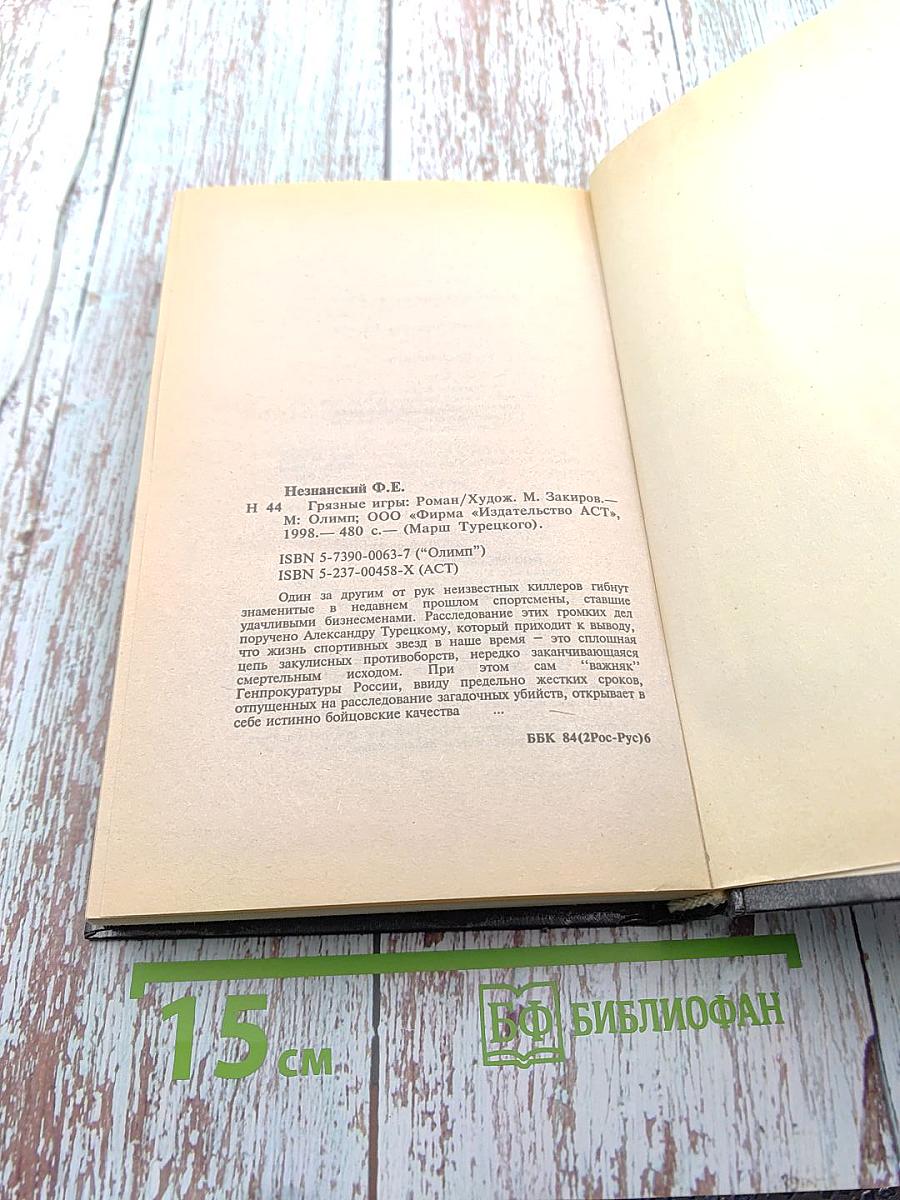 Незнанский Ф.Е.
Н 44 Грязные игры: Роман/Худож. М. Закиров.—
М: Олимп; ООО «Фирма «Издательство АСТ»,
1998.— 480 с.— (Марш Турецкого).
ISBN 5-7390-0063-7 ("Олимп")
ISBN 5-237-00458-X (АСТ)
Один за другим от рук неизвестных киллеров гибнут
знаменитые в недавнем прошлом спортсмены, ставшие
удачливыми бизнесменами. Расследование этих громких дел
поручено Александру Турецкому, который приходит к выводу,
что жизнь спортивных звезд в наше время – это сплошная
цепь закулисных противоборств, нередко заканчивающаяся
смертельным исходом. При этом сам "важняк"
Генпрокуратуры России, ввиду предельно жестких сроков,
отпущенных на расследование загадочных убийств, открывает в
себе истинно бойцовские качества ...
ББК 84(2Рос-Рус)6
15 см БФ БИБЛИОФАН